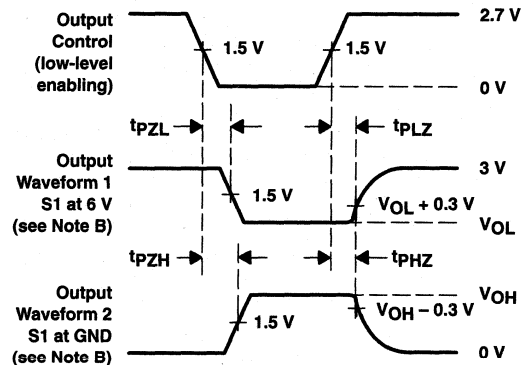 Output
Control
(low-level
enabling)
2.7 V
1.5 V
1.5 V
0 V
tPZL
tPLZ
Output
Waveform 1
S1 at 6 V
(see Note B)
3 V
1.5 V
VOL + 0.3 V
VOL
tPZH
tPHZ
Output
Waveform 2
S1 at GND
(see Note B)
VOH
1.5 V
VOH – 0.3 V
0 V